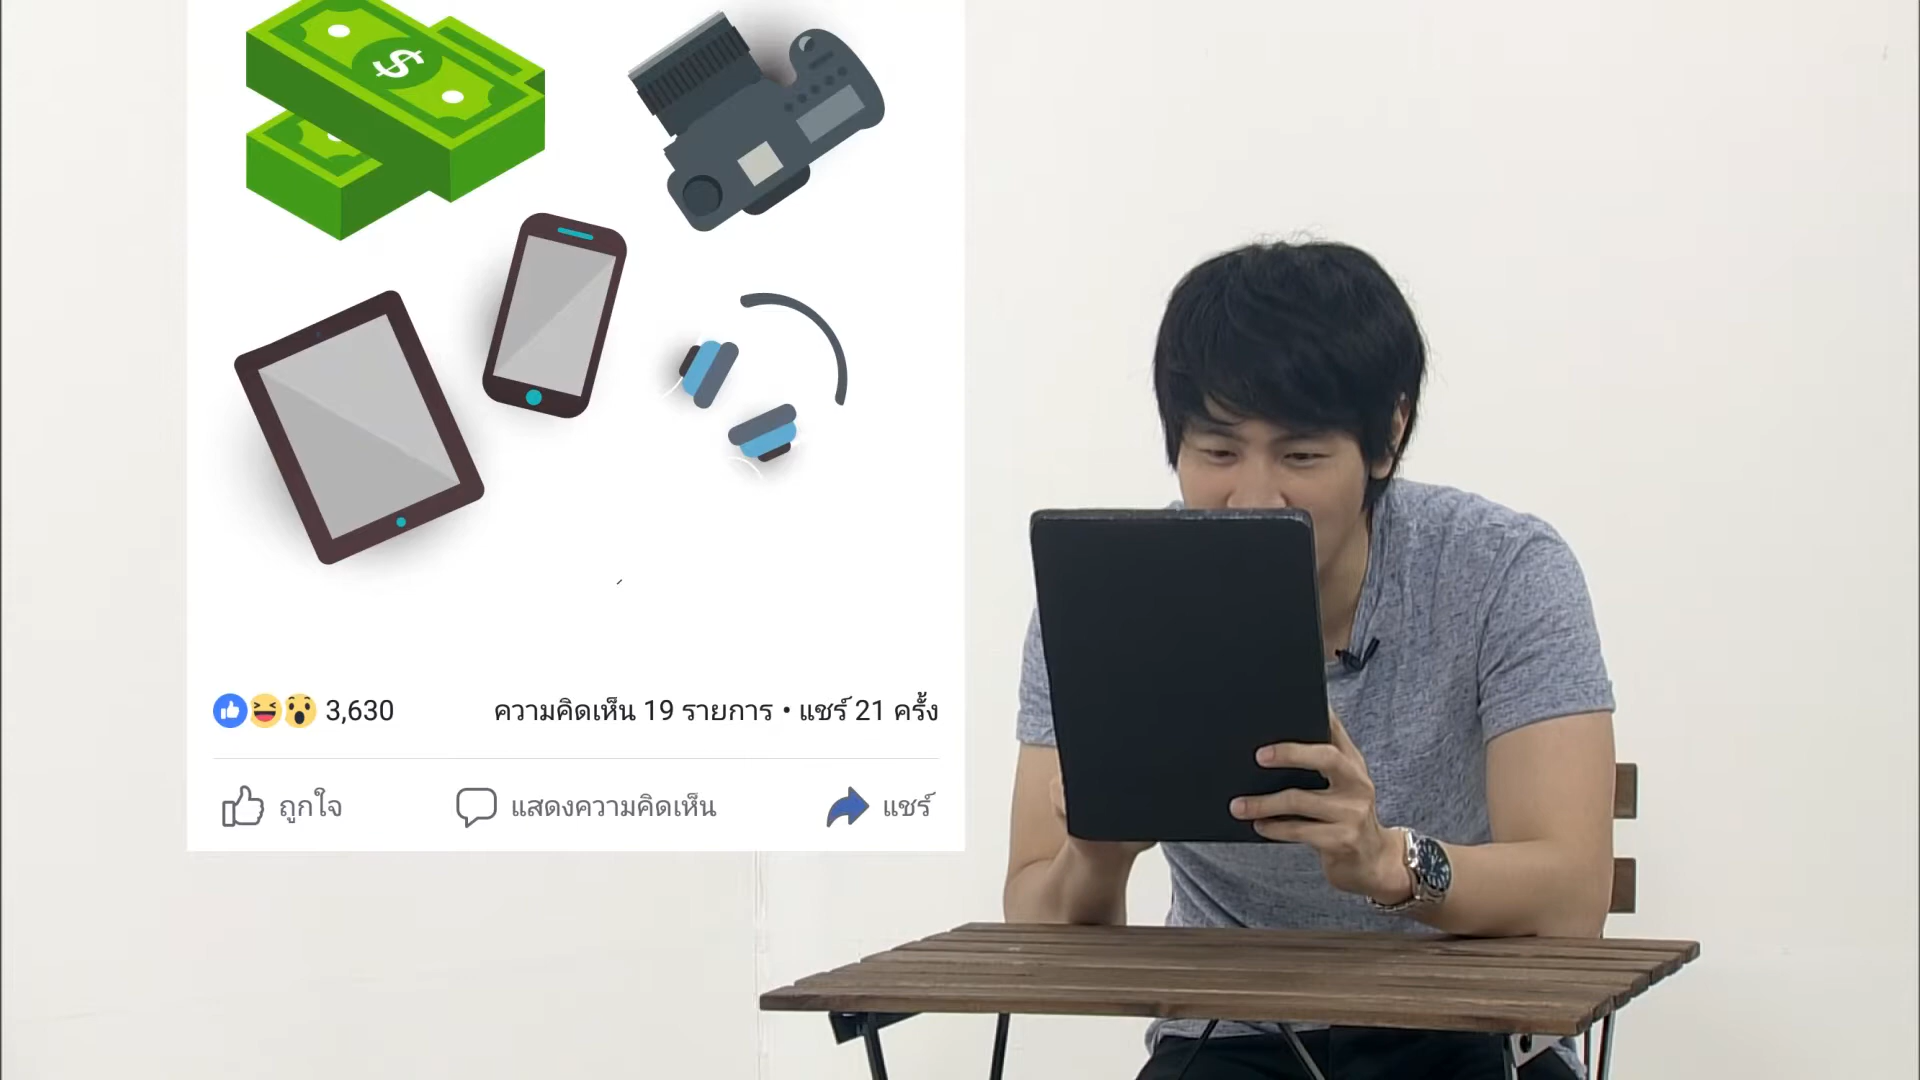 $
3,630 ความคิดเห็น 19 รายการ • แชร์ 21 ครั้ง
ถูกใจ แสดงความคิดเห็น แชร์